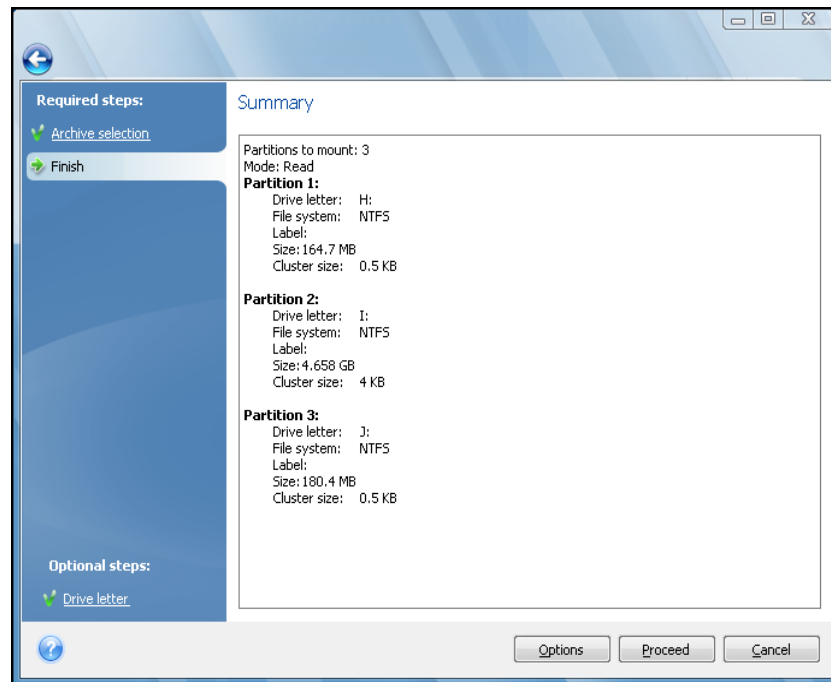 Required steps:
Archive selection
Finish
Optional steps:
Drive letter
Summary
Partitions to mount: 3
Mode: Read
Partition 1:
Drive letter: H:
File system: NTFS
Label:
Size: 164.7 MB
Cluster size: 0.5 KB
Partition 2:
Drive letter: I:
File system: NTFS
Label:
Size: 4.658 GB
Cluster size: 4 KB
Partition 3:
Drive letter: J:
File system: NTFS
Label:
Size: 180.4 MB
Cluster size: 0.5 KB
?
Options Proceed Cancel